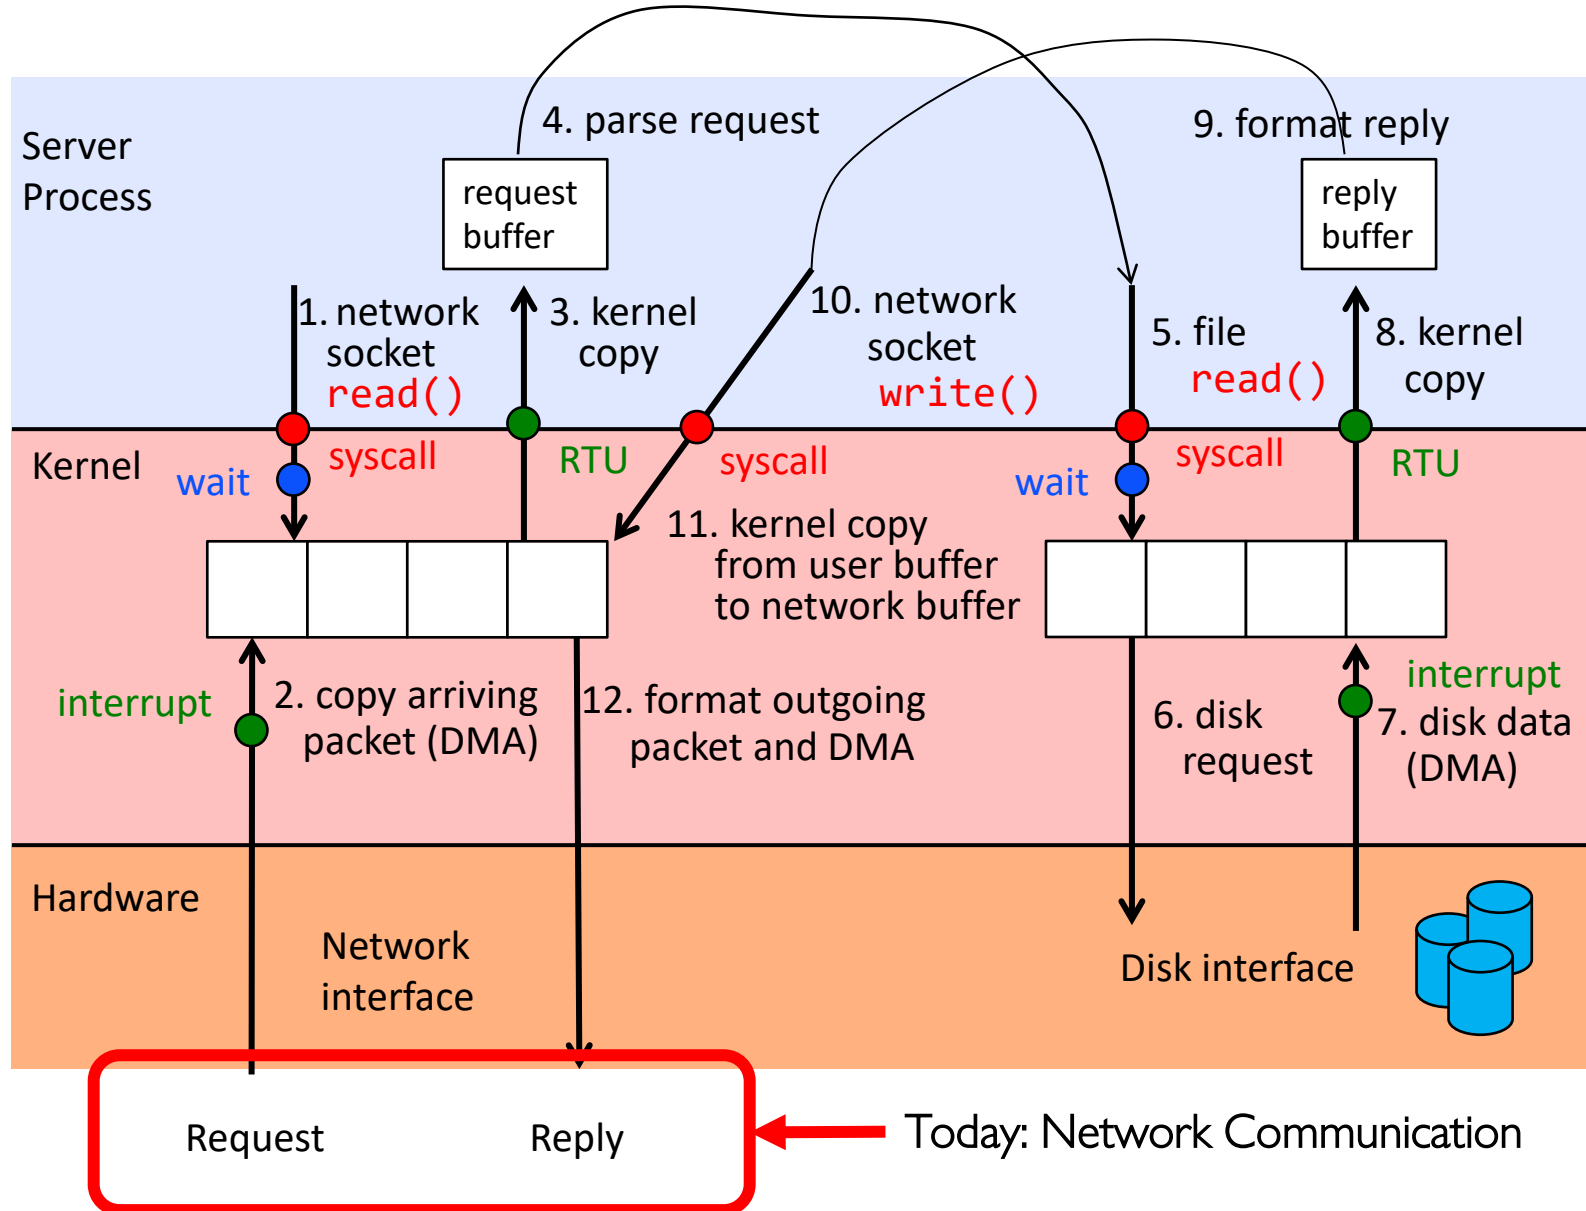 4. parse request
9. format reply
Server
Process
request
buffer
reply
buffer
1. network
socket
read()
3. kernel
copy
10. network
socket
write()
5. file
read()
8. kernel
copy
Kernel
wait
syscall
RTU
syscall
wait
syscall
RTU
11. kernel copy
from user buffer
to network buffer
interrupt
2. copy arriving
packet (DMA)
12. format outgoing
packet and DMA
6. disk
request
interrupt
7. disk data
(DMA)
Hardware
Network
interface
Disk interface
Request
Reply
Today: Network Communication